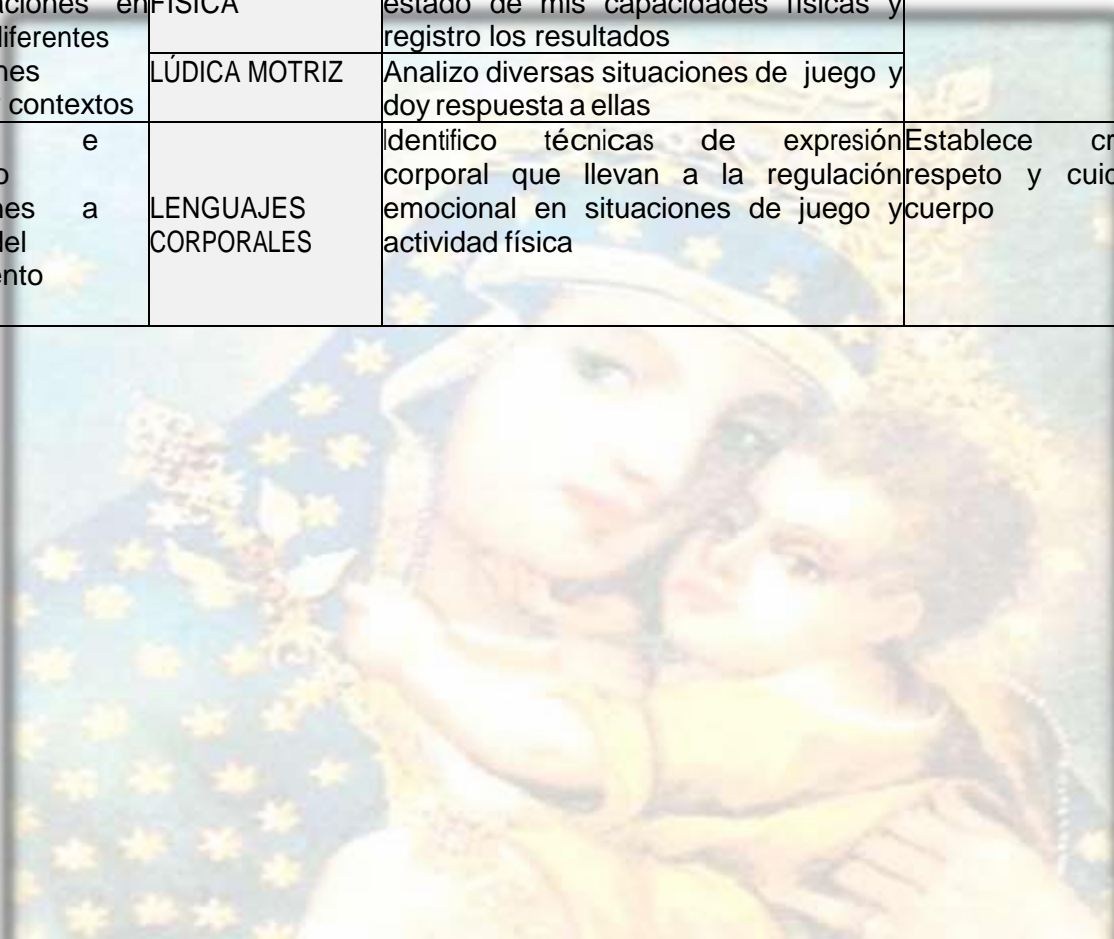 en FÍSICA estado de mis capacidades físicas y
diferentes registro los resultados
LÚDICA MOTRIZ Analizo diversas situaciones de juego y
contextos doy respuesta a ellas
e Identifico técnicas de expresión Establece
corporal que llevan a la regulación respeto y
a LENGUAJES emocional en situaciones de juego y cuerpo
CORPORALES actividad física